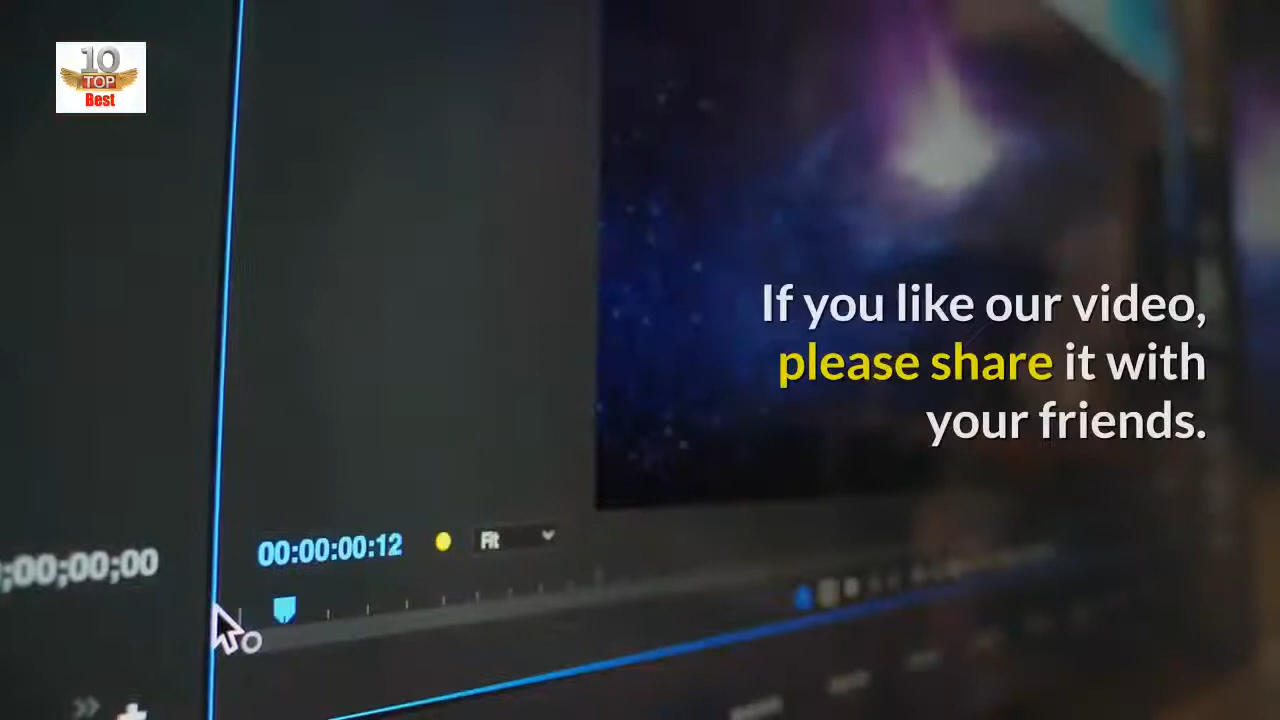 10
TOP
Best
If you like our video,
please share it with
your friends.
00:00:00:12
Fit
;00;00;00